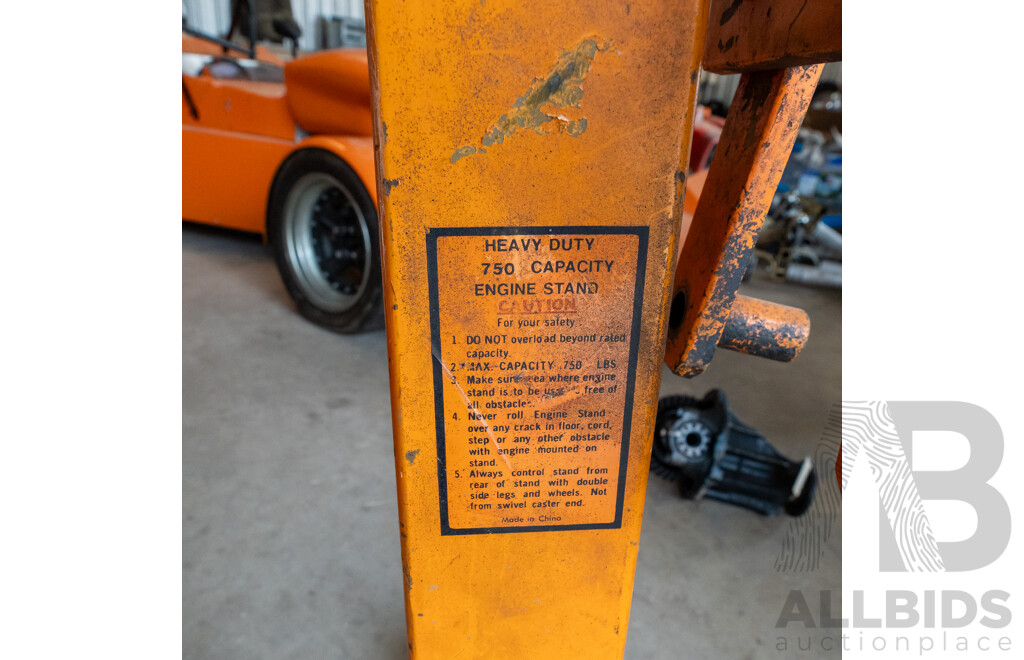 HEAVY DUTY
750 CAPACITY
ENGINE STAND
CAUTION
For your safety
1. DO NOT overload beyond rated
capacity.
2. MAX. CAPACITY 750 LBS
3. Make sure area where engine
stand is to be used is free of
all obstacles.
4. Never roll Engine Stand
over any crack in floor, cord,
step or any other obstacle
with engine mounted on
stand.
5. Always control stand from
rear of stand with double
side legs and wheels. Not
from swivel caster end.
Made in China
AB
ALLBIDS
auctionplace